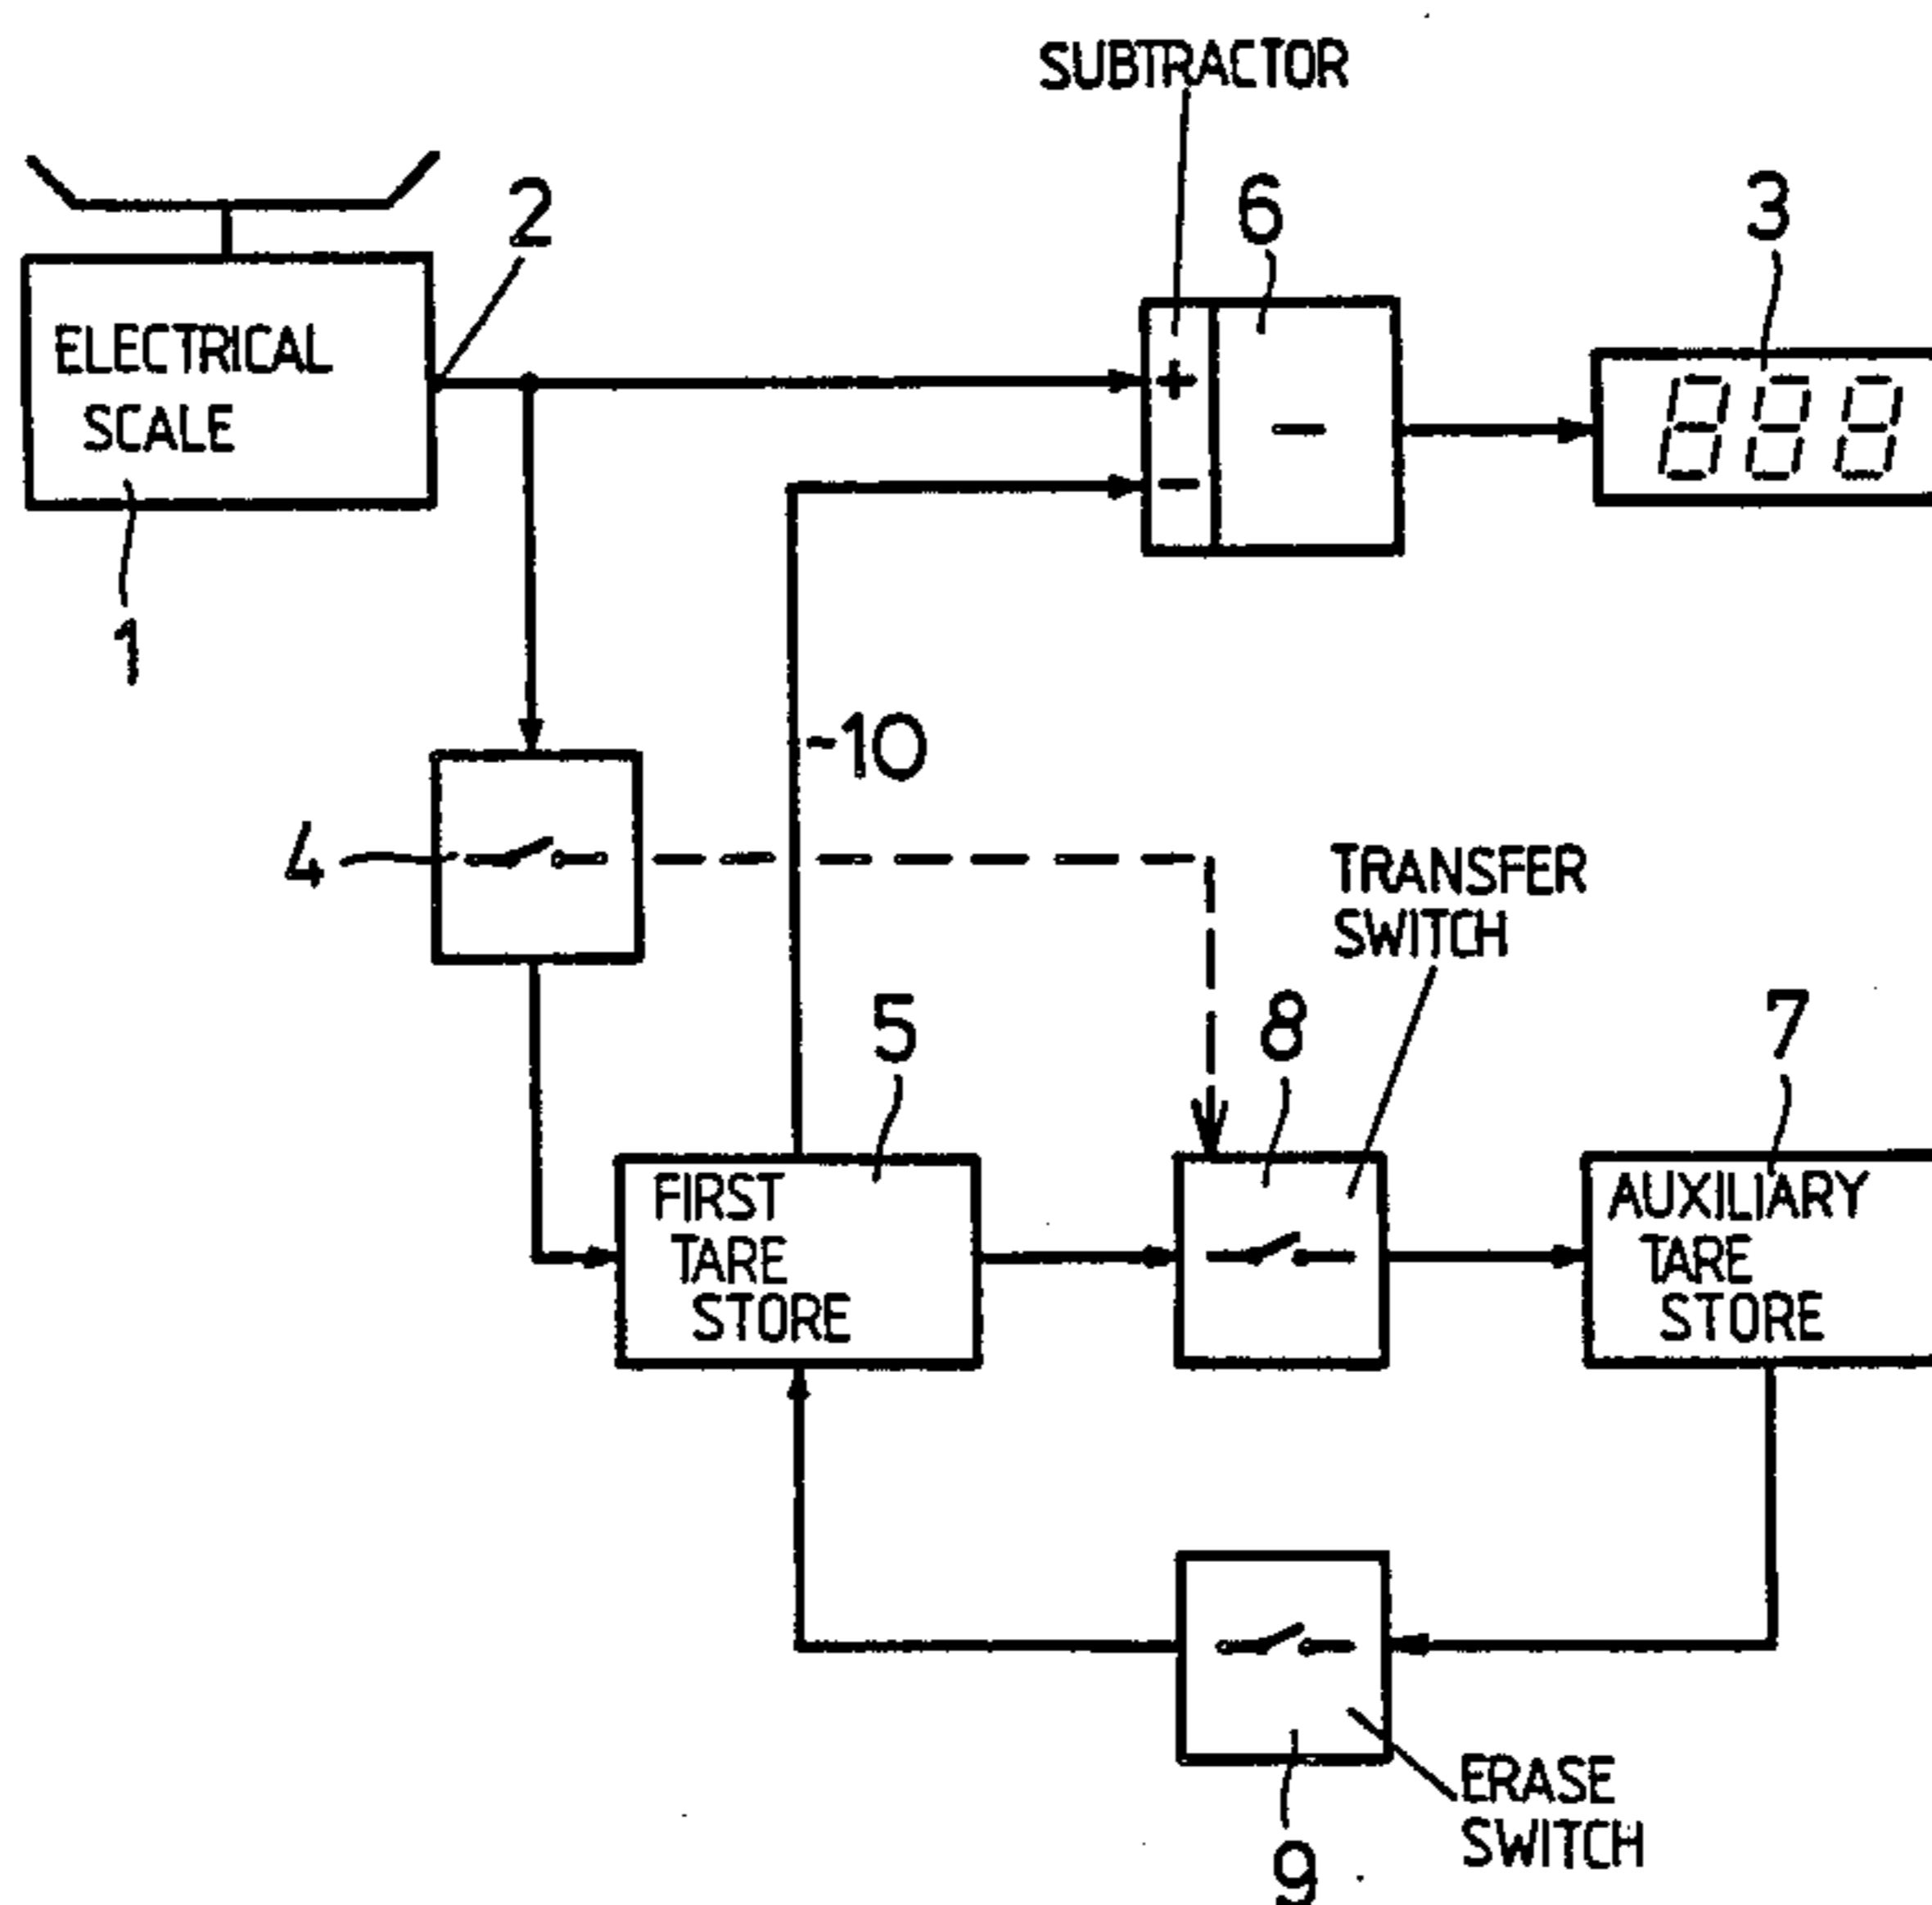 SUBTRACTOR
2
6
3
ELECTRICAL
SCALE
+
-
-
888
1
-10
4
TRANSFER
SWITCH
5
8
7
FIRST
TARE
STORE
AUXILIARY
TARE
STORE
ERASE
SWITCH
9